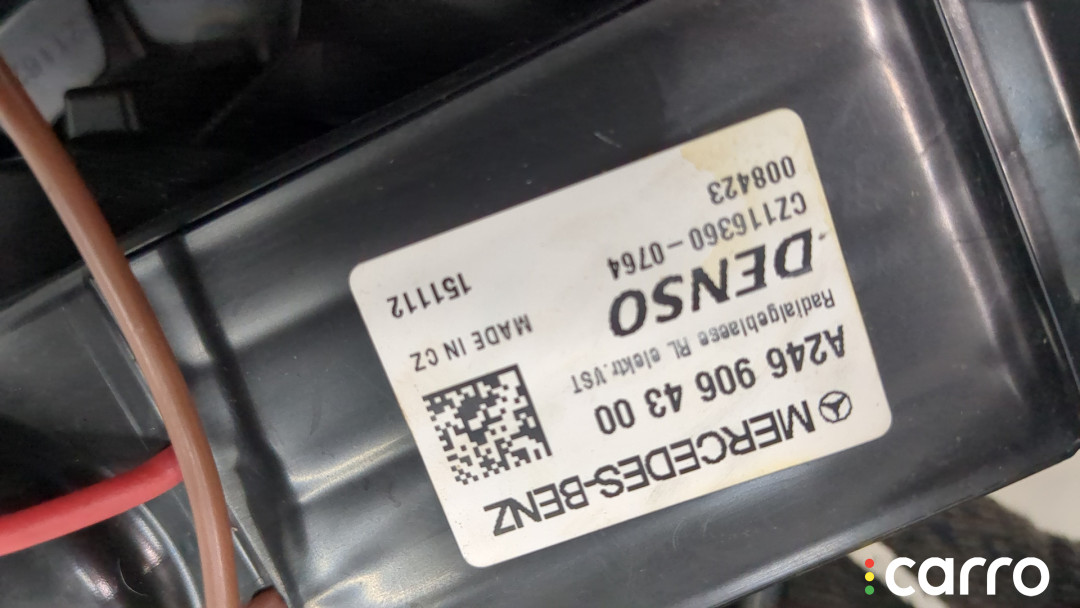 MERCEDES-BENZ
A246 906 43 00
Radialgeblaese RL elektr.VST
DENSO
MADE IN CZ
CZ116360-0764
008423
151112
carro